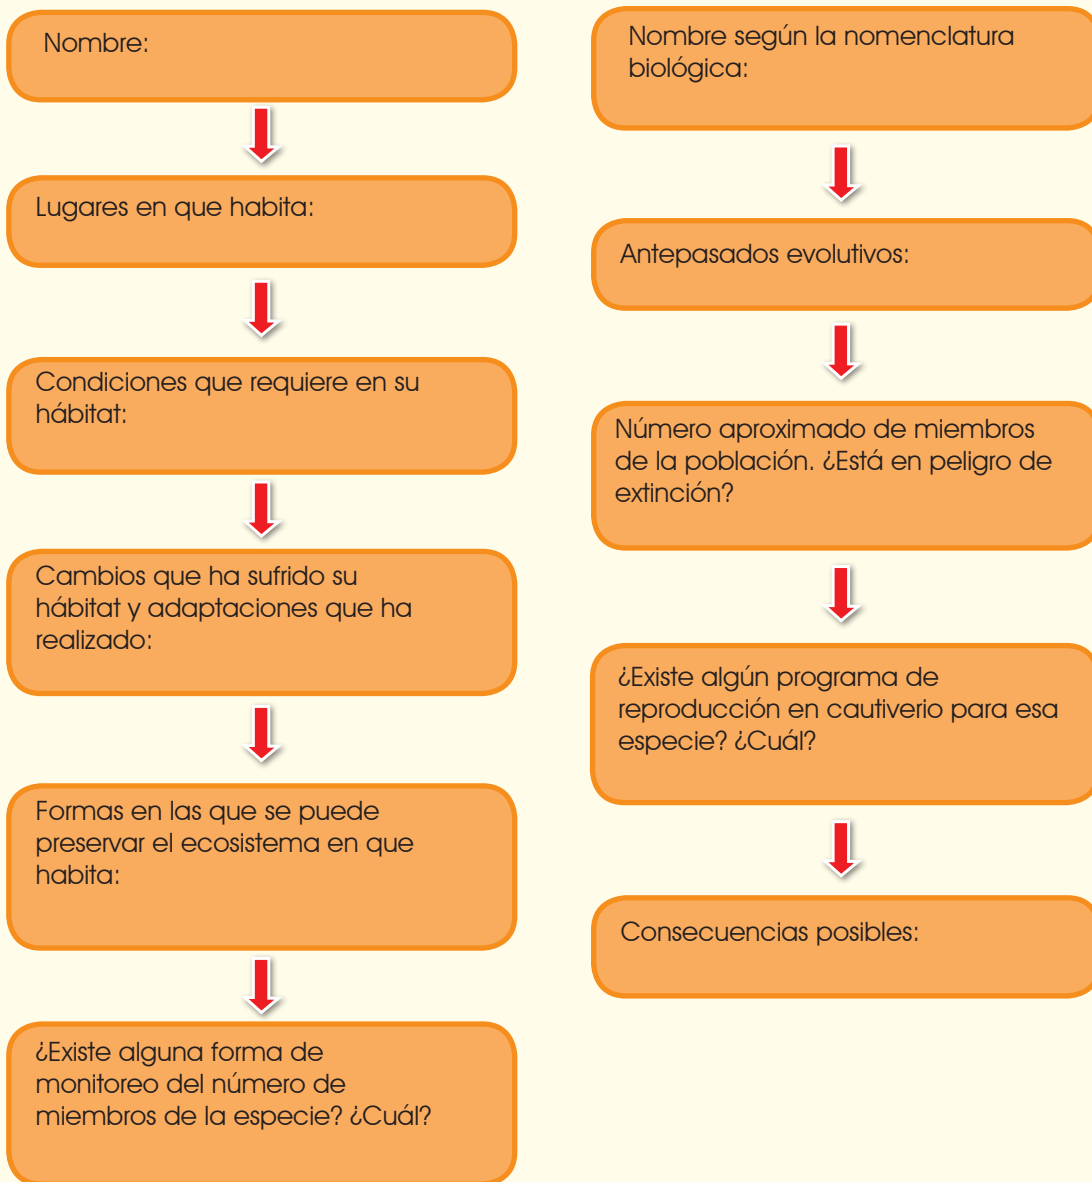 Nombre:
Lugares en que habita:
Condiciones que requiere en su
hábitat:
Cambios que ha sufrido su
hábitat y adaptaciones que ha
realizado:
Formas en las que se puede
preservar el ecosistema en que
habita:
¿Existe alguna forma de
monitoreo del número de
miembros de la especie? ¿Cuál?
Nombre según la nomenclatura
biológica:
Antepasados evolutivos:
Número aproximado de miembros
de la población. ¿Está en peligro de
extinción?
¿Existe algún programa de
reproducción en cautiverio para esa
especie? ¿Cuál?
Consecuencias posibles: